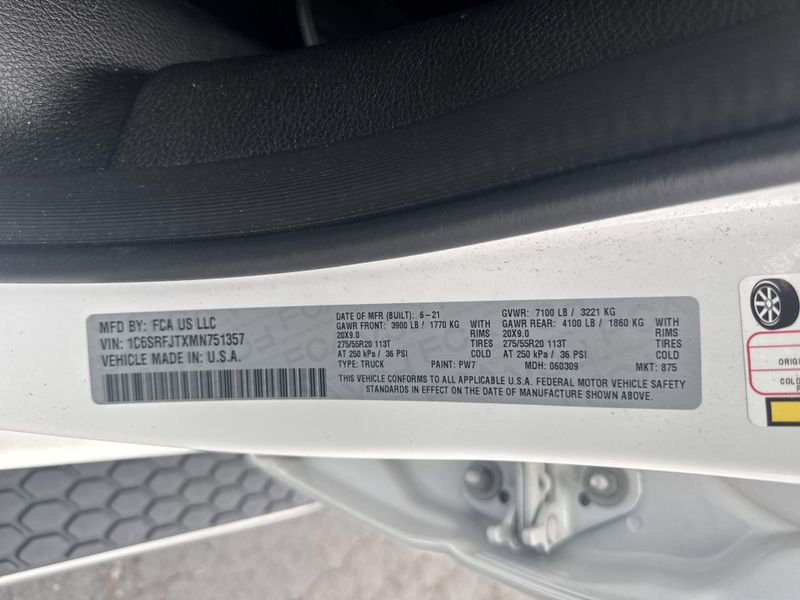 MFD BY: FCA US LLC
VIN: 1C6SRFJTXMN751357
VEHICLE MADE IN U.S.A.
DATE OF MFR (BUILT): 6-21
GAWR FRONT: 3900 LB / 1770 KG WITH
20X9.0 RIMS
275/55R20 113T TIRES
AT 250 kPa / 36 PSI COLD
TYPE: TRUCK PAINT: PW7
GVWR: 7100 LB / 3221 KG
GAWR REAR: 4100 LB / 1860 KG WITH
20X9.0 RIMS
275/55R20 113T TIRES
AT 250 kPa / 36 PSI COLD
MDH: 060309 MKT: 875
THIS VEHICLE CONFORMS TO ALL APPLICABLE U.S.A. FEDERAL MOTOR VEHICLE SAFETY
STANDARDS IN EFFECT ON THE DATE OF MANUFACTURE SHOWN ABOVE.
COLD